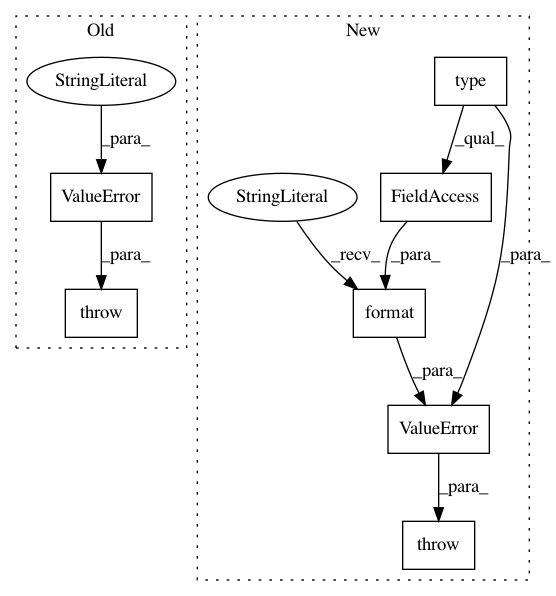 Old
New
StringLiteral
type
_para_
_qual_
ValueError
StringLiteral
FieldAccess
_para_
_recv_
_para_
_para_
throw
format
_para_
ValueError
_para_
throw